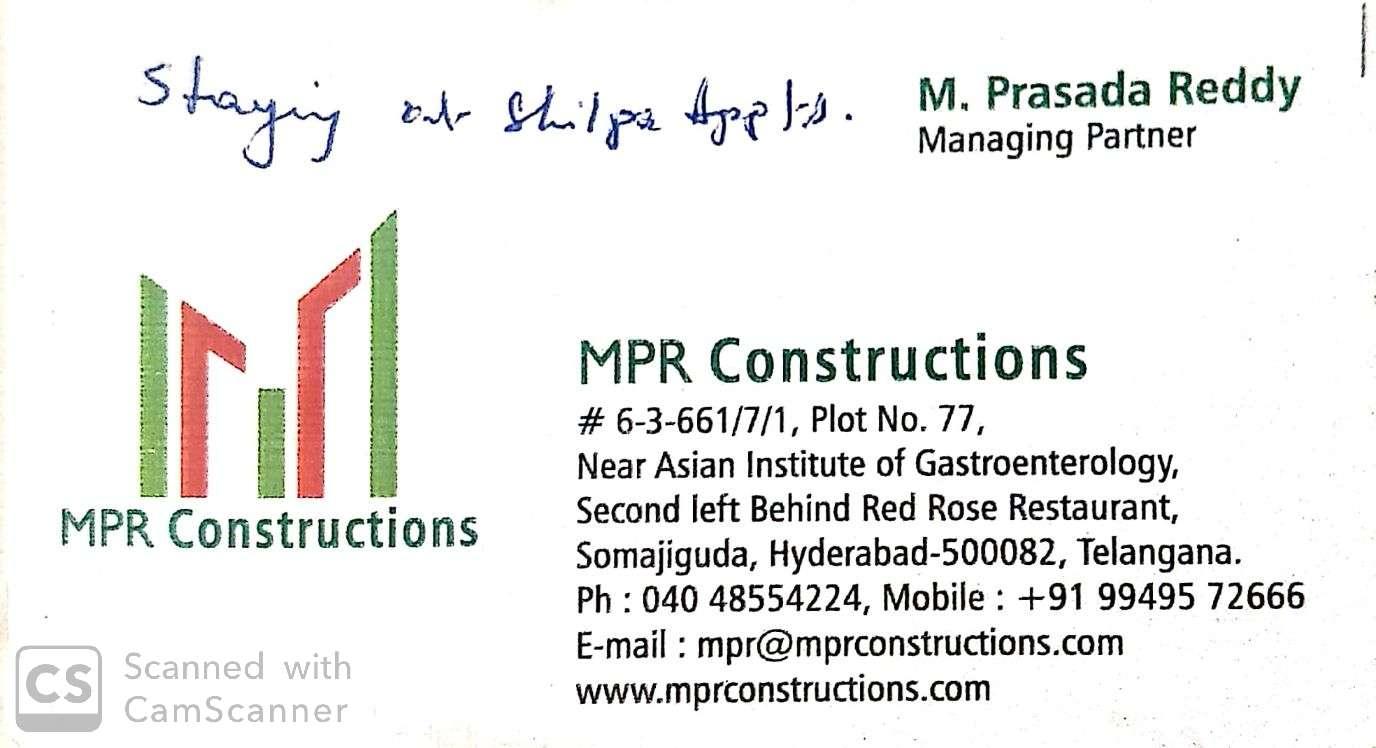 Staying at Shilpa Appts.
M. Prasada Reddy
Managing Partner
MPR Constructions
MPR Constructions
# 6-3-661/7/1, Plot No. 77,
Near Asian Institute of Gastroenterology,
Second left Behind Red Rose Restaurant,
Somajiguda, Hyderabad-500082, Telangana.
Ph : 040 48554224, Mobile : +91 99495 72666
E-mail : mpr@mprconstructions.com
www.mprconstructions.com
CS
Scanned with
CamScanner